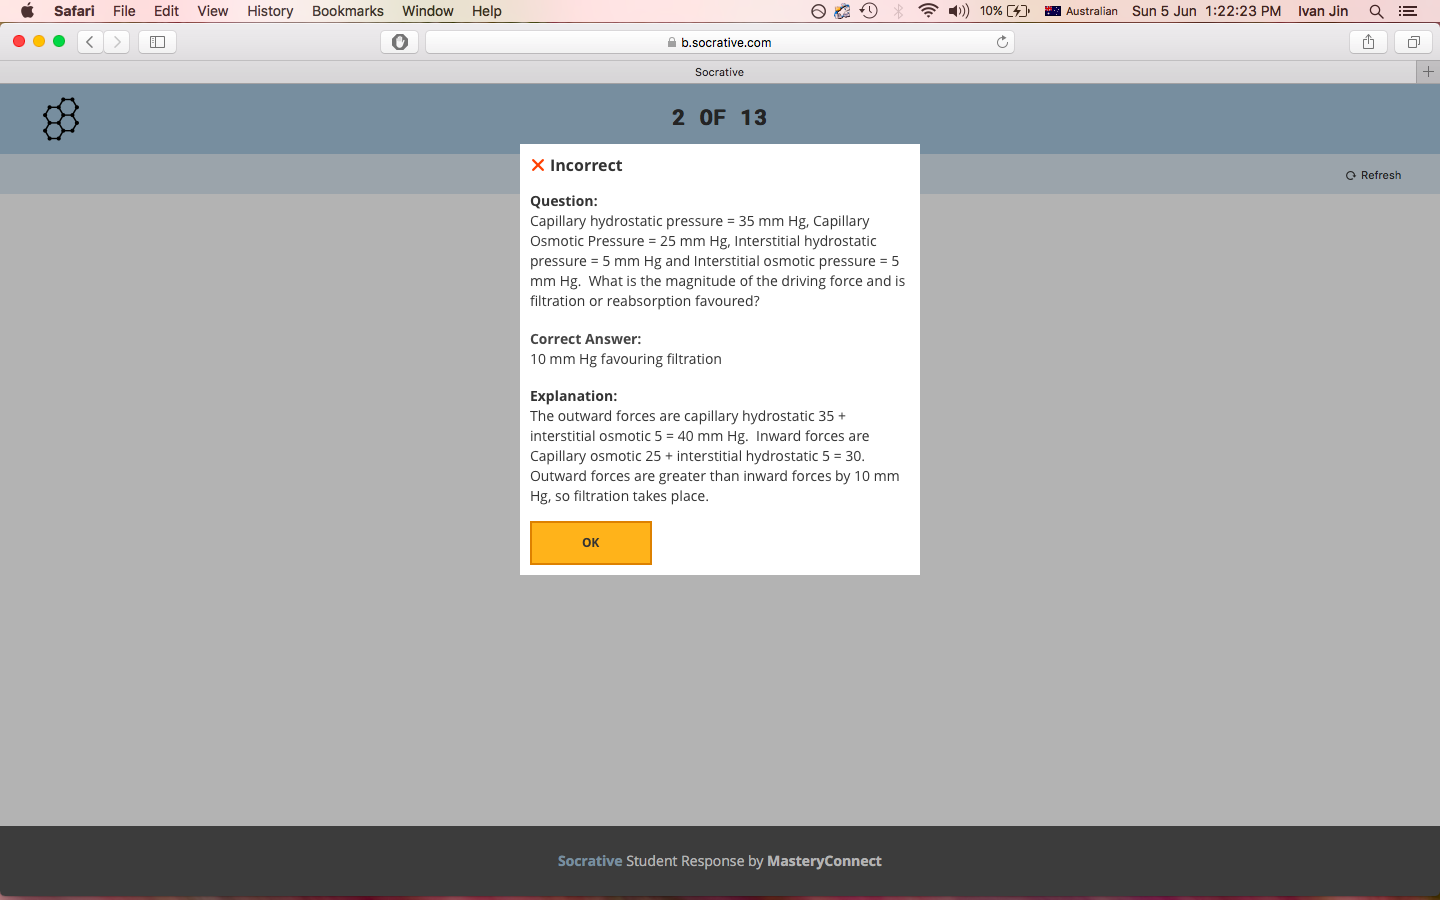 Safari File Edit View History Bookmarks Window Help 10% Australian Sun 5 Jun 1:22:23 PM Ivan Jin
b.socrative.com
Socrative
2 OF 13
Refresh
Incorrect
Question:
Capillary hydrostatic pressure = 35 mm Hg, Capillary
Osmotic Pressure = 25 mm Hg, Interstitial hydrostatic
pressure = 5 mm Hg and Interstitial osmotic pressure = 5
mm Hg.  What is the magnitude of the driving force and is
filtration or reabsorption favoured?
Correct Answer:
10 mm Hg favouring filtration
Explanation:
The outward forces are capillary hydrostatic 35 +
interstitial osmotic 5 = 40 mm Hg.  Inward forces are
Capillary osmotic 25 + interstitial hydrostatic 5 = 30.
Outward forces are greater than inward forces by 10 mm
Hg, so filtration takes place.
OK
Socrative Student Response by MasteryConnect